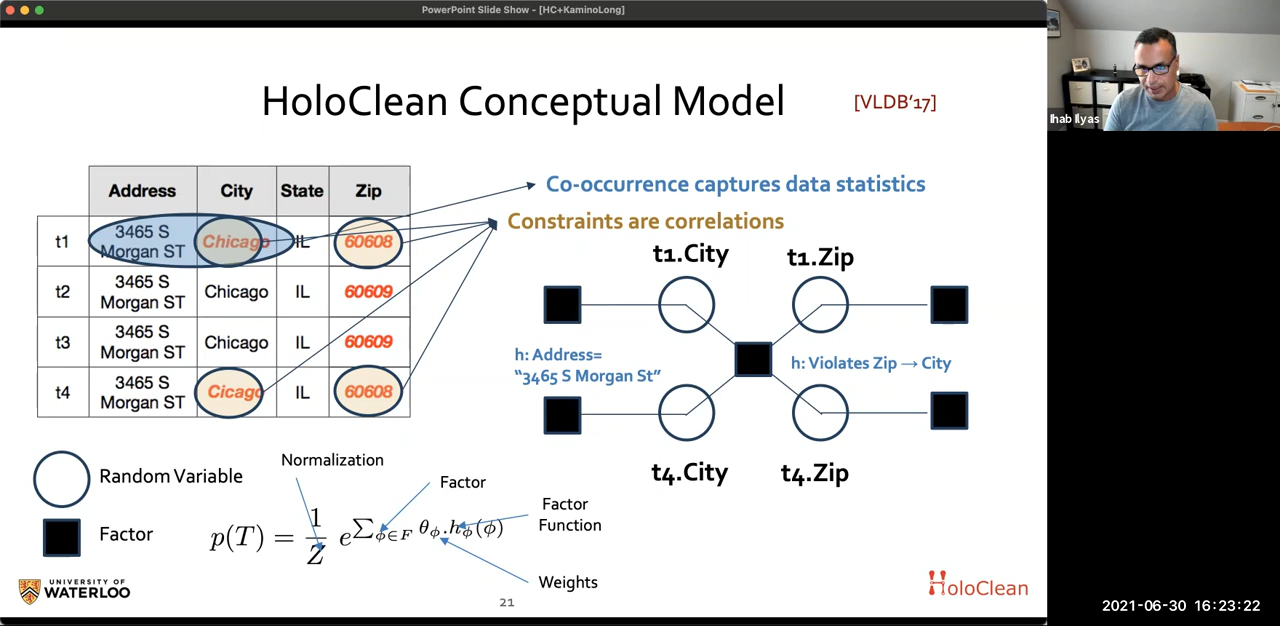 PowerPoint Slide Show - [HC+KaminoLong]
HoloClean Conceptual Model
[VLDB'17]
Ihab Ilyas
Address City State Zip
t1 3465 S Morgan ST Chicago IL 60608
t2 3465 S Morgan ST Chicago IL 60609
t3 3465 S Morgan ST Chicago IL 60609
t4 3465 S Morgan ST Cicago IL 60608
Co-occurrence captures data statistics
Constraints are correlations
t1.City t1.Zip
h: Address=
"3465 S Morgan St"
h: Violates Zip → City
t4.City t4.Zip
Random Variable
Factor
Normalization
Factor
Factor
Function
Weights
p(T) = 1/Z e^{∑_{ϕ∈F} θ_ϕ.h_ϕ(ϕ)}
UNIVERSITY OF
WATERLOO
21
HoloClean
2021-06-30 16:23:22